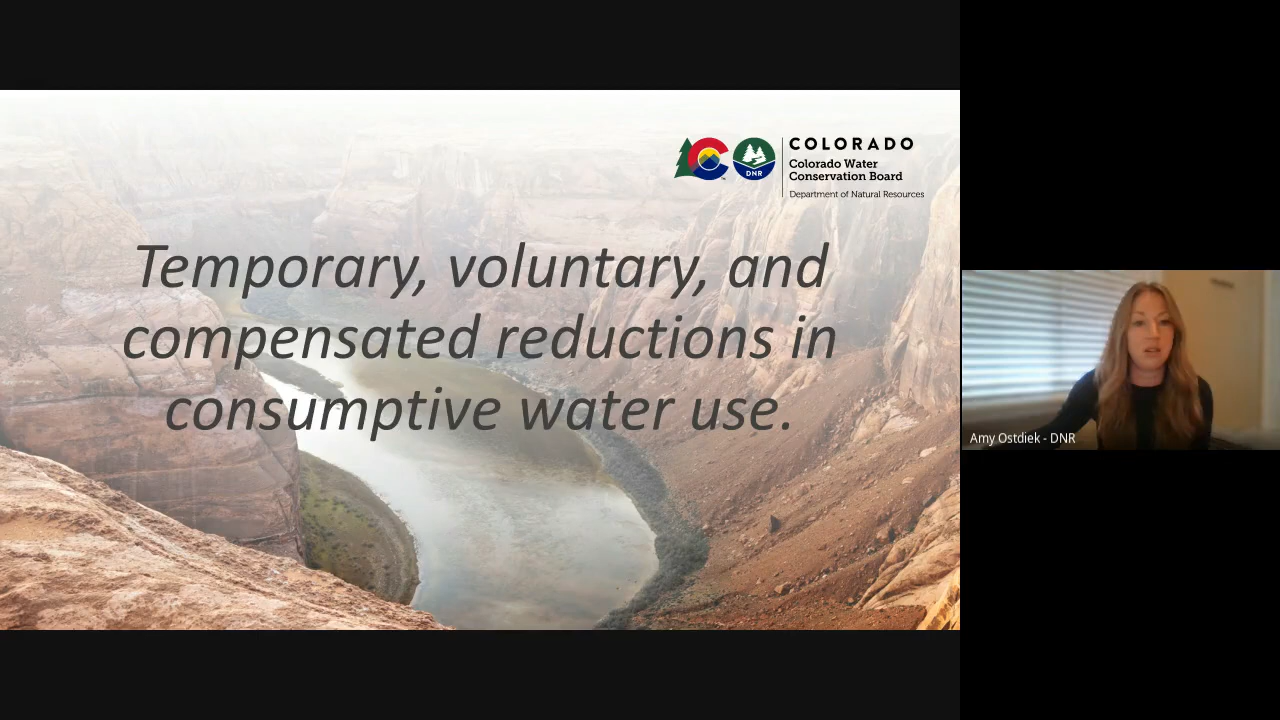 COLORADO
Colorado Water
Conservation Board
Department of Natural Resources
DNR
Temporary, voluntary, and
compensated reductions in
consumptive water use.
Amy Ostdiek - DNR